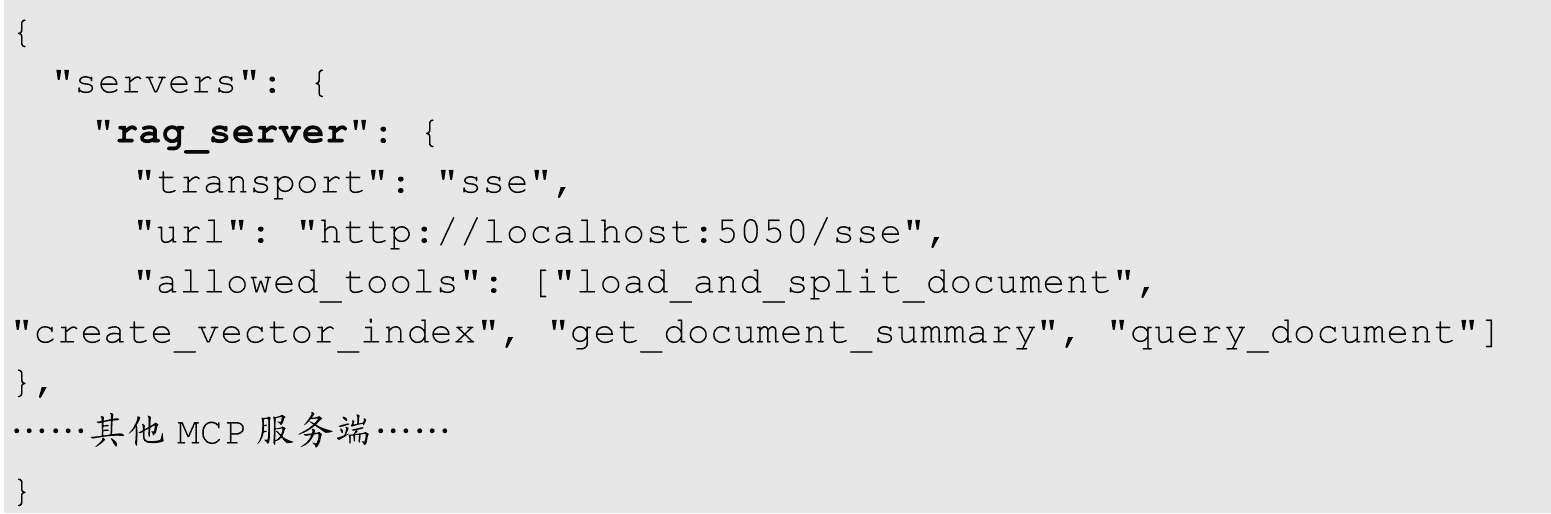 {
  "servers": {
    "rag_server": {
      "transport": "sse",
      "url": "http://localhost:5050/sse",
      "allowed_tools": ["load_and_split_document",
"create_vector_index", "get_document_summary", "query_document"]
},
……其他 MCP 服务端……
}